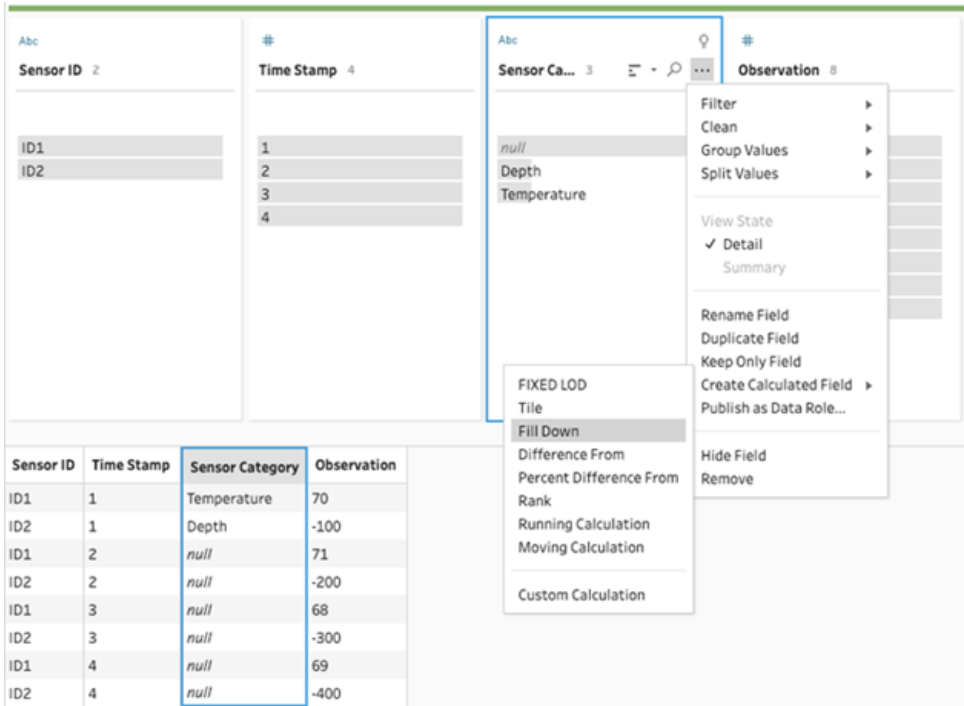 Abc
Sensor ID 2
ID1
ID2
#
Time Stamp 4
1
2
3
4
Abc
Sensor Ca... 3
null
Depth
Temperature
#
Observation 8
Filter
Clean
Group Values
Split Values
View State
✓ Detail
Summary
Rename Field
Duplicate Field
Keep Only Field
Create Calculated Field
Publish as Data Role...
Hide Field
Remove
FIXED LOD
Tile
Fill Down
Difference From
Percent Difference From
Rank
Running Calculation
Moving Calculation
Custom Calculation
Sensor ID Time Stamp Sensor Category Observation
ID1 1 Temperature 70
ID2 1 Depth -100
ID1 2 null 71
ID2 2 null -200
ID1 3 null 68
ID2 3 null -300
ID1 4 null 69
ID2 4 null -400